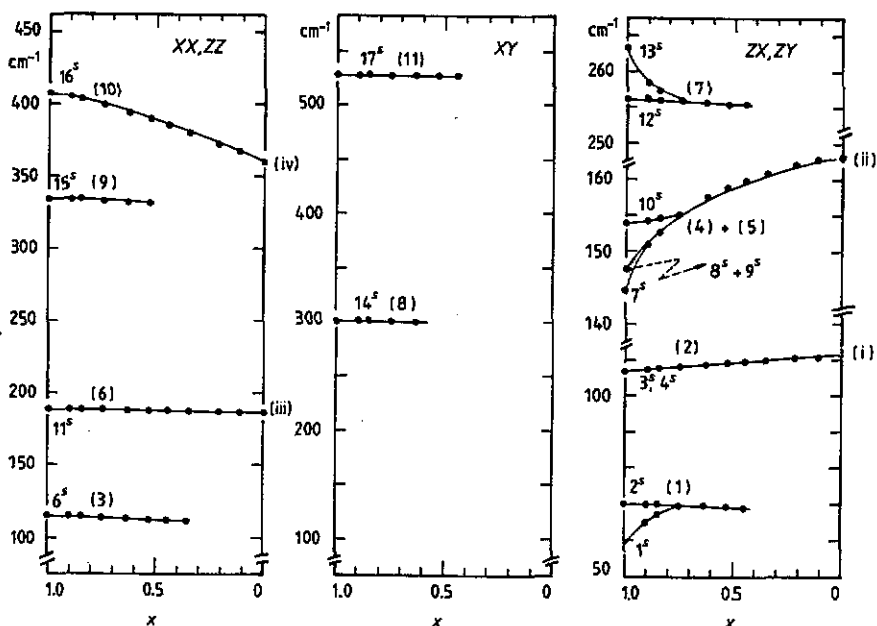 450
cm⁻¹
XX,ZZ
16ˢ
(10)
400
(iv)
350
15ˢ (9)
300
250
200
(6)
(iii)
11ˢ
150
6ˢ (3)
100
1.0 0.5 0
x
cm⁻¹
XY
17ˢ (11)
500
400
14ˢ (8)
300
200
100
1.0 0.5 0
x
cm⁻¹
ZX,ZY
265
13ˢ
260
(7)
12ˢ
255
(ii)
160
10ˢ
(4) + (5)
150
8ˢ + 9ˢ
7ˢ
140
(2)
(i)
3ˢ, 4ˢ
100
2ˢ (1)
1ˢ
50
1.0 0.5 0
x